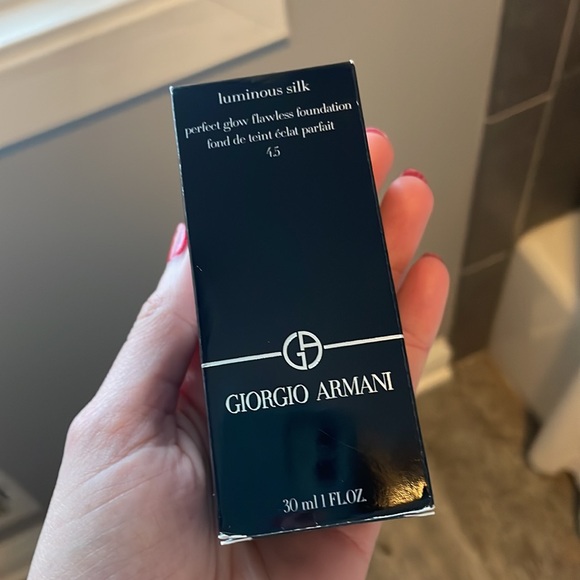 luminous silk
perfect glow flawless foundation
fond de teint éclat parfait
4.5
GA
GIORGIO ARMANI
30 ml 1 FL.OZ.